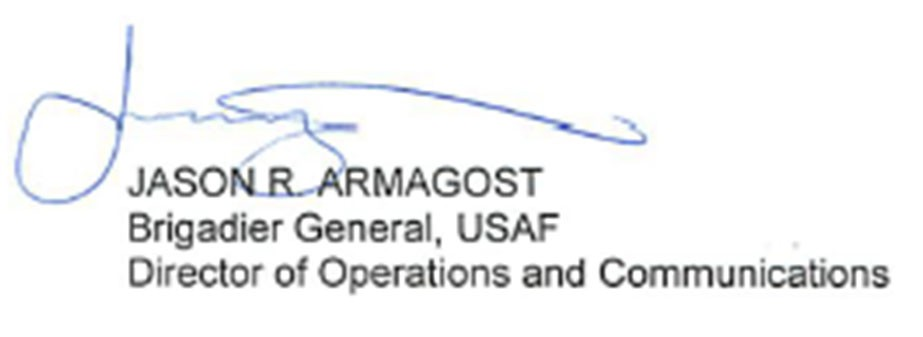 JASON R. ARMAGOST
Brigadier General, USAF
Director of Operations and Communications